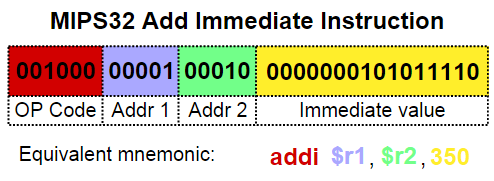 MIPS32 Add Immediate Instruction
001000 00001 00010 0000000101011110
OP Code Addr 1 Addr 2 Immediate value
Equivalent mnemonic: addi $r1, $r2, 350